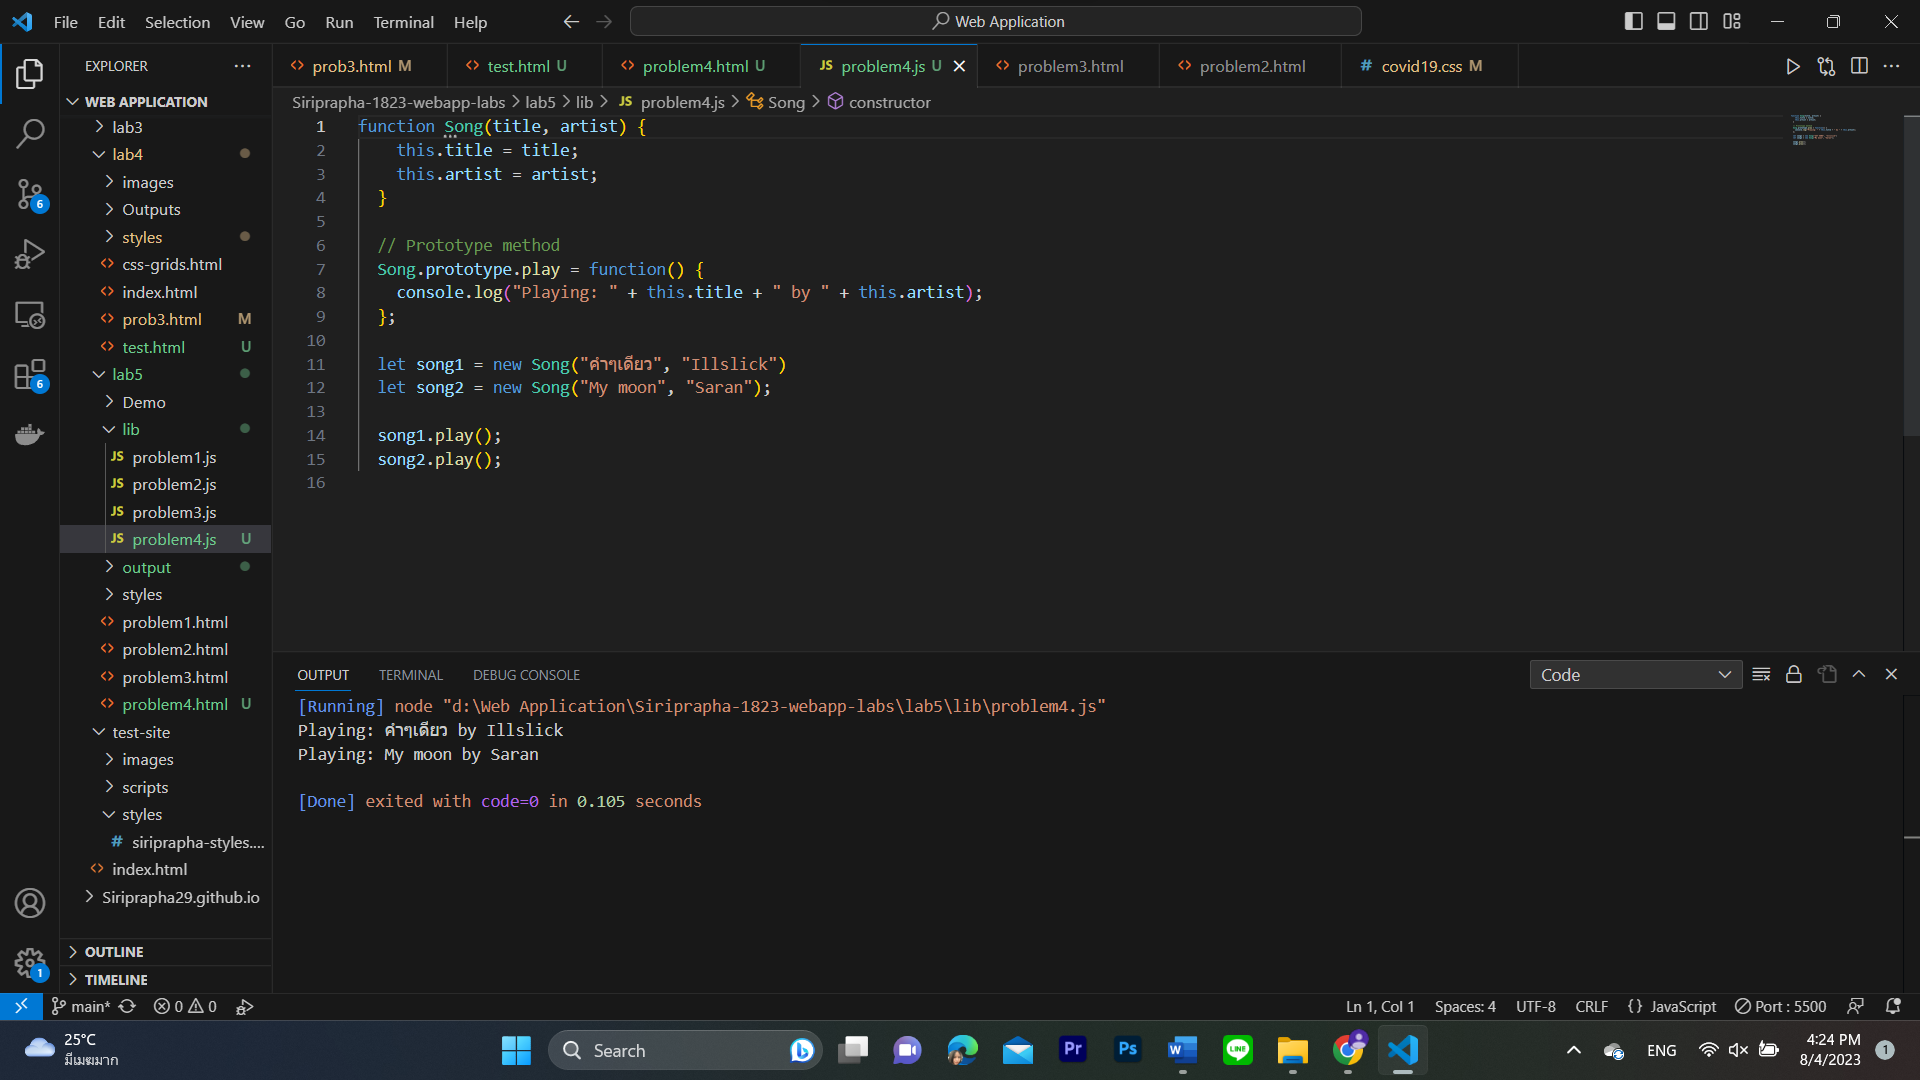 File Edit Selection View Go Run Terminal Help
Web Application
EXPLORER
prob3.html M
test.html U
problem4.html U
JS problem4.js U
problem3.html
problem2.html
# covid19.css M
WEB APPLICATION
lab3
lab4
images
Outputs
styles
css-grids.html
index.html
prob3.html M
test.html U
lab5
Demo
lib
JS problem1.js
JS problem2.js
JS problem3.js
JS problem4.js U
output
styles
problem1.html
problem2.html
problem3.html
problem4.html U
test-site
images
scripts
styles
# siriprapha-styles....
index.html
Siriprapha29.github.io
OUTLINE
TIMELINE
Siriprapha-1823-webapp-labs > lab5 > lib > JS problem4.js > Song > constructor
1 function Song(title, artist) {
2 this.title = title;
3 this.artist = artist;
4 }
5
6 // Prototype method
7 Song.prototype.play = function() {
8 console.log("Playing: " + this.title + " by " + this.artist);
9 };
10
11 let song1 = new Song("คำๆเดียว", "Illslick")
12 let song2 = new Song("My moon", "Saran");
13
14 song1.play();
15 song2.play();
16
OUTPUT TERMINAL DEBUG CONSOLE
Code
[Running] node "d:\Web Application\Siriprapha-1823-webapp-labs\lab5\lib\problem4.js"
Playing: คำๆเดียว by Illslick
Playing: My moon by Saran
[Done] exited with code=0 in 0.105 seconds
6
6
1
main* 0 0
Ln 1, Col 1 Spaces: 4 UTF-8 CRLF {} JavaScript Port : 5500
25°C
มีเมฆมาก
Search
Pr
Ps
W
LINE
ENG
4:24 PM
8/4/2023
1